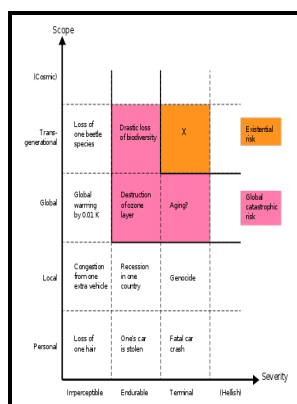 Scope
(Cosmic)
Trans-
generational
Loss of
one beetle
species
Drastic loss
of biodiversity
X
Existential
risk
Global
Global
warming
by 0.01 K
Destruction
of ozone
layer
Aging?
Global
catastrophic
risk
Local
Congestion
from one
extra vehicle
Recession
in one
country
Genocide
Personal
Loss of
one hair
One's car
is stolen
Fatal car
crash
Severity
Imperceptible
Endurable
Terminal
(Hellish)